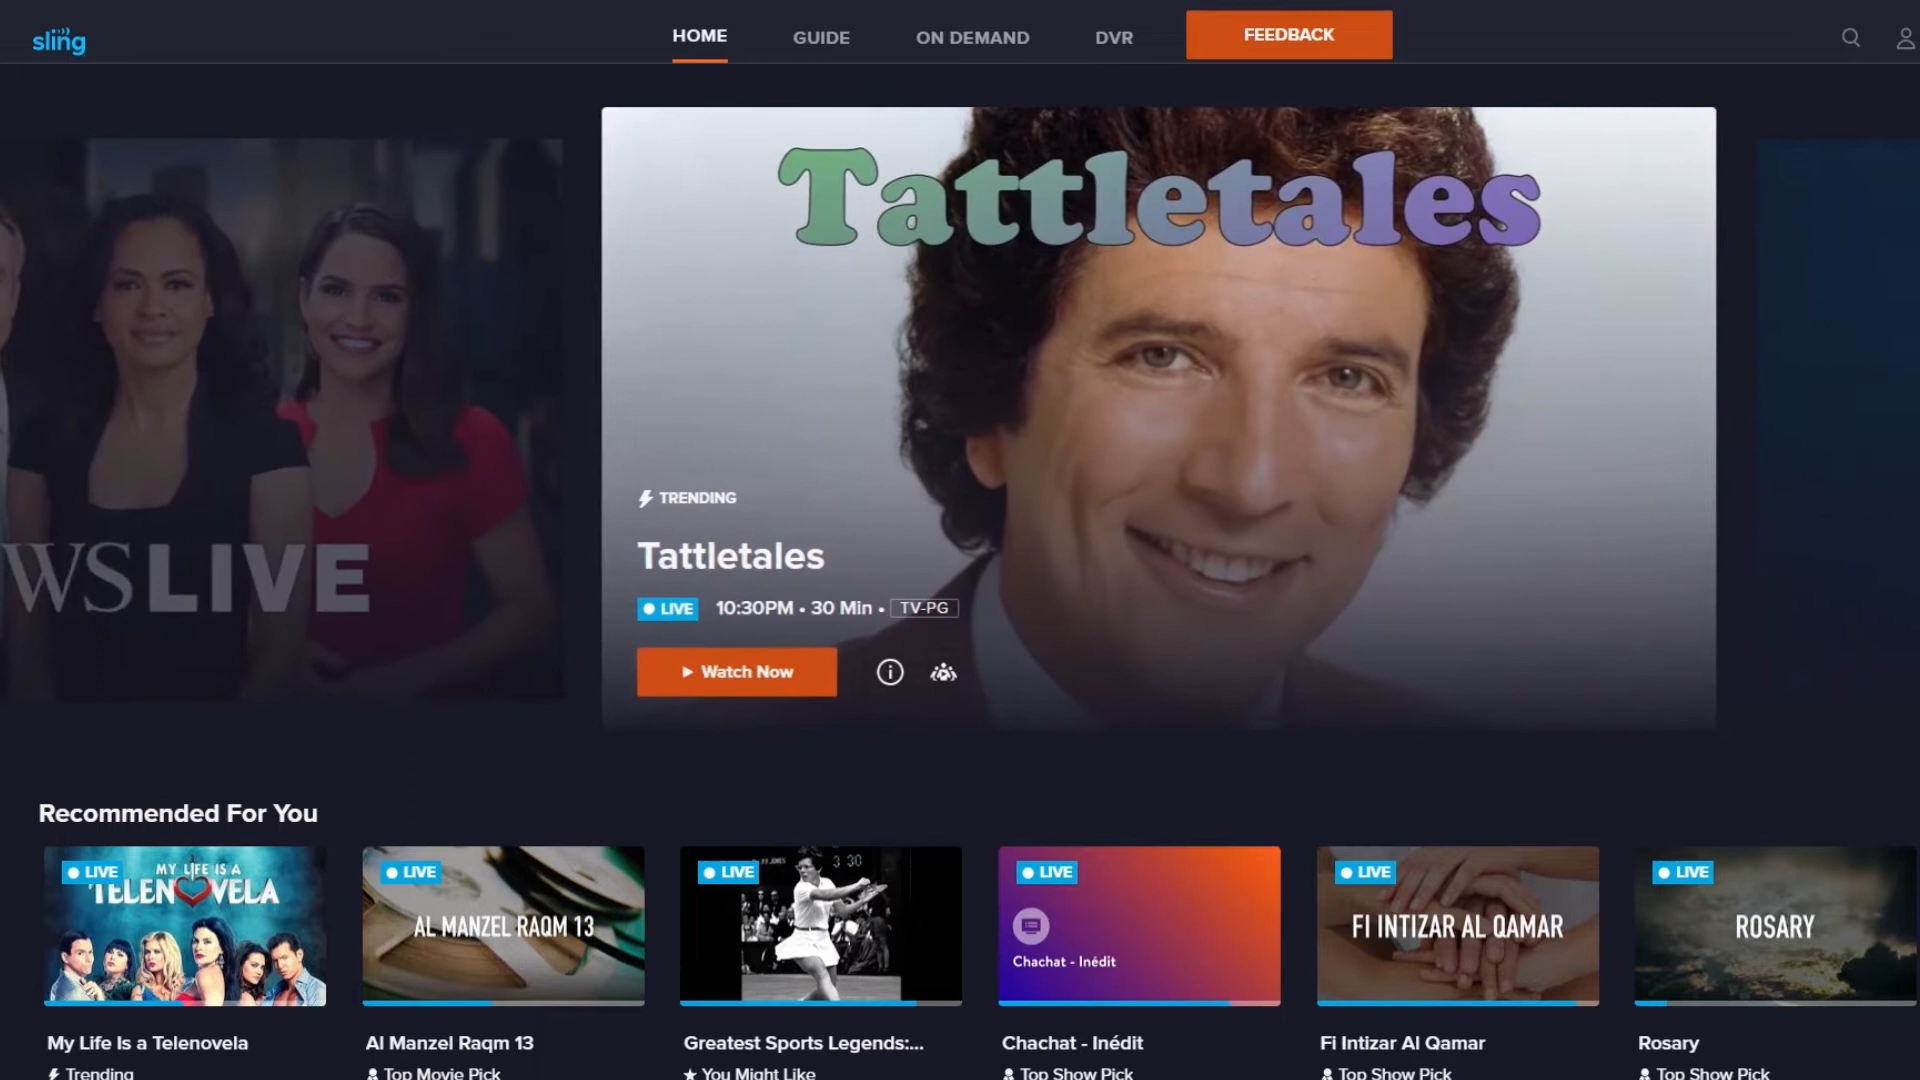 sling
HOME
GUIDE
ON DEMAND
DVR
FEEDBACK
Tattletales
WSLIVE
TRENDING
Tattletales
LIVE 10:30PM • 30 Min • TV-PG
Watch Now
Recommended For You
LIVE
MY LIFE IS A
TELENOVELA
My Life Is a Telenovela
Trending
LIVE
AL MANZEL RAQM 13
Al Manzel Raqm 13
Top Movie Pick
LIVE
3 30
Greatest Sports Legends:...
You Might Like
LIVE
Chachat - Inédit
Chachat - Inédit
Top Show Pick
LIVE
FI INTIZAR AL QAMAR
Fi Intizar Al Qamar
Top Show Pick
LIVE
ROSARY
Rosary
Top Show Pick